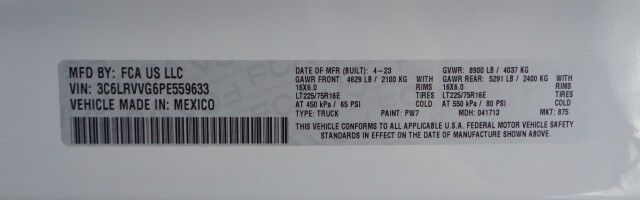 MFD BY: FCA US LLC
VIN: 3C6LRVVG6PE559633
VEHICLE MADE IN: MEXICO
DATE OF MFR (BUILT): 4-23 GVWR: 8900 LB / 4037 KG
GAWR FRONT: 4629 LB / 2100 KG WITH GAWR REAR: 5291 LB / 2400 KG WITH
16X6.0 RIMS 16X6.0 RIMS
LT225/75R16E TIRES LT225/75R16E TIRES
AT 450 kPa / 65 PSI COLD AT 550 kPa / 80 PSI COLD
TYPE: TRUCK PAINT: PW7 MDH: 041713 MKT: 875
THIS VEHICLE CONFORMS TO ALL APPLICABLE U.S.A. FEDERAL MOTOR VEHICLE SAFETY
STANDARDS IN EFFECT ON THE DATE OF MANUFACTURE SHOWN ABOVE.